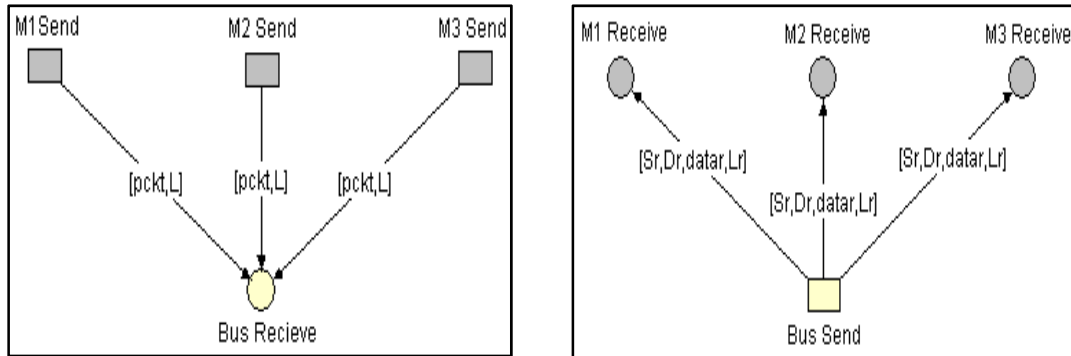 M1 Send
M2 Send
M3 Send
[pckt,L]
[pckt,L]
[pckt,L]
Bus Recieve
M1 Receive
M2 Receive
M3 Receive
[Sr,Dr,datar,Lr]
[Sr,Dr,datar,Lr]
[Sr,Dr,datar,Lr]
Bus Send